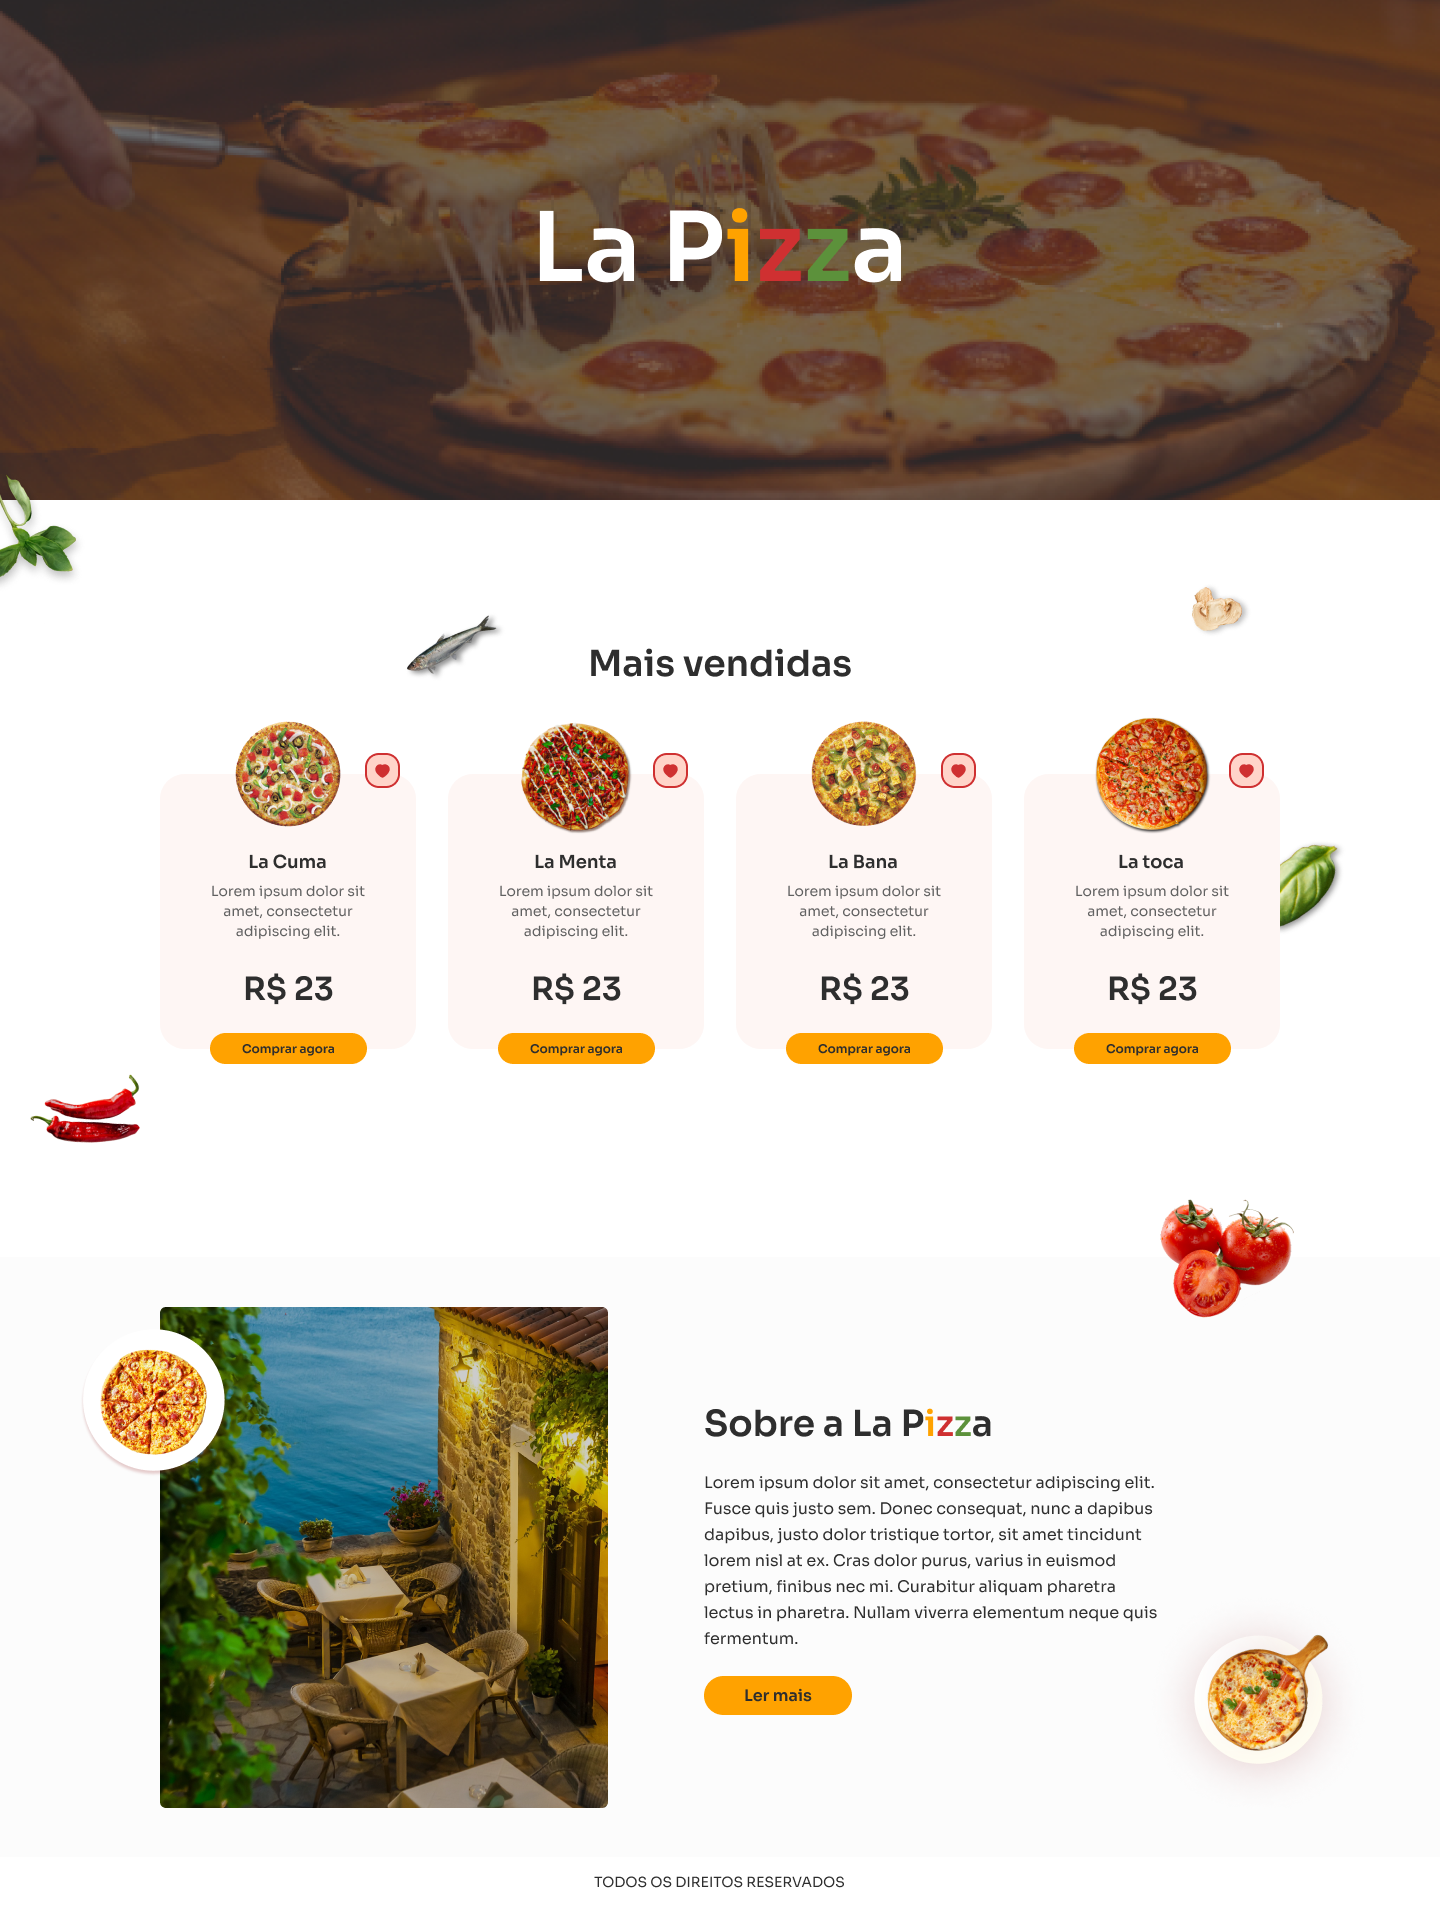 La Pizza
Mais vendidas
La Cuma
Lorem ipsum dolor sit
amet, consectetur
adipiscing elit.
R$ 23
Comprar agora
La Menta
Lorem ipsum dolor sit
amet, consectetur
adipiscing elit.
R$ 23
Comprar agora
La Bana
Lorem ipsum dolor sit
amet, consectetur
adipiscing elit.
R$ 23
Comprar agora
La toca
Lorem ipsum dolor sit
amet, consectetur
adipiscing elit.
R$ 23
Comprar agora
Sobre a La Pizza
Lorem ipsum dolor sit amet, consectetur adipiscing elit.
Fusce quis justo sem. Donec consequat, nunc a dapibus
dapibus, justo dolor tristique tortor, sit amet tincidunt
lorem nisl at ex. Cras dolor purus, varius in euismod
pretium, finibus nec mi. Curabitur aliquam pharetra
lectus in pharetra. Nullam viverra elementum neque quis
fermentum.
Ler mais
TODOS OS DIREITOS RESERVADOS